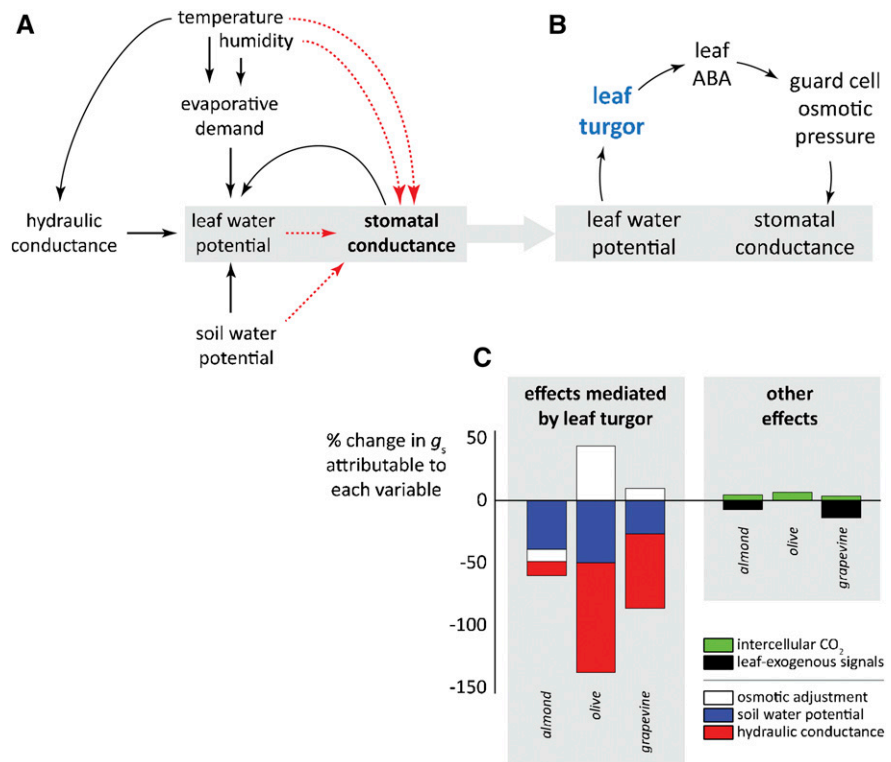 A
temperature
humidity
evaporative
demand
hydraulic
conductance
leaf water
potential
stomatal
conductance
soil water
potential
B
leaf
turgor
leaf
ABA
guard cell
osmotic
pressure
leaf water
potential
stomatal
conductance
C
effects mediated
by leaf turgor
other
effects
% change in gs
attributable to
each variable
50
0
-50
-100
-150
almond
olive
grapevine
almond
olive
grapevine
intercellular CO2
leaf-exogenous signals
osmotic adjustment
soil water potential
hydraulic conductance